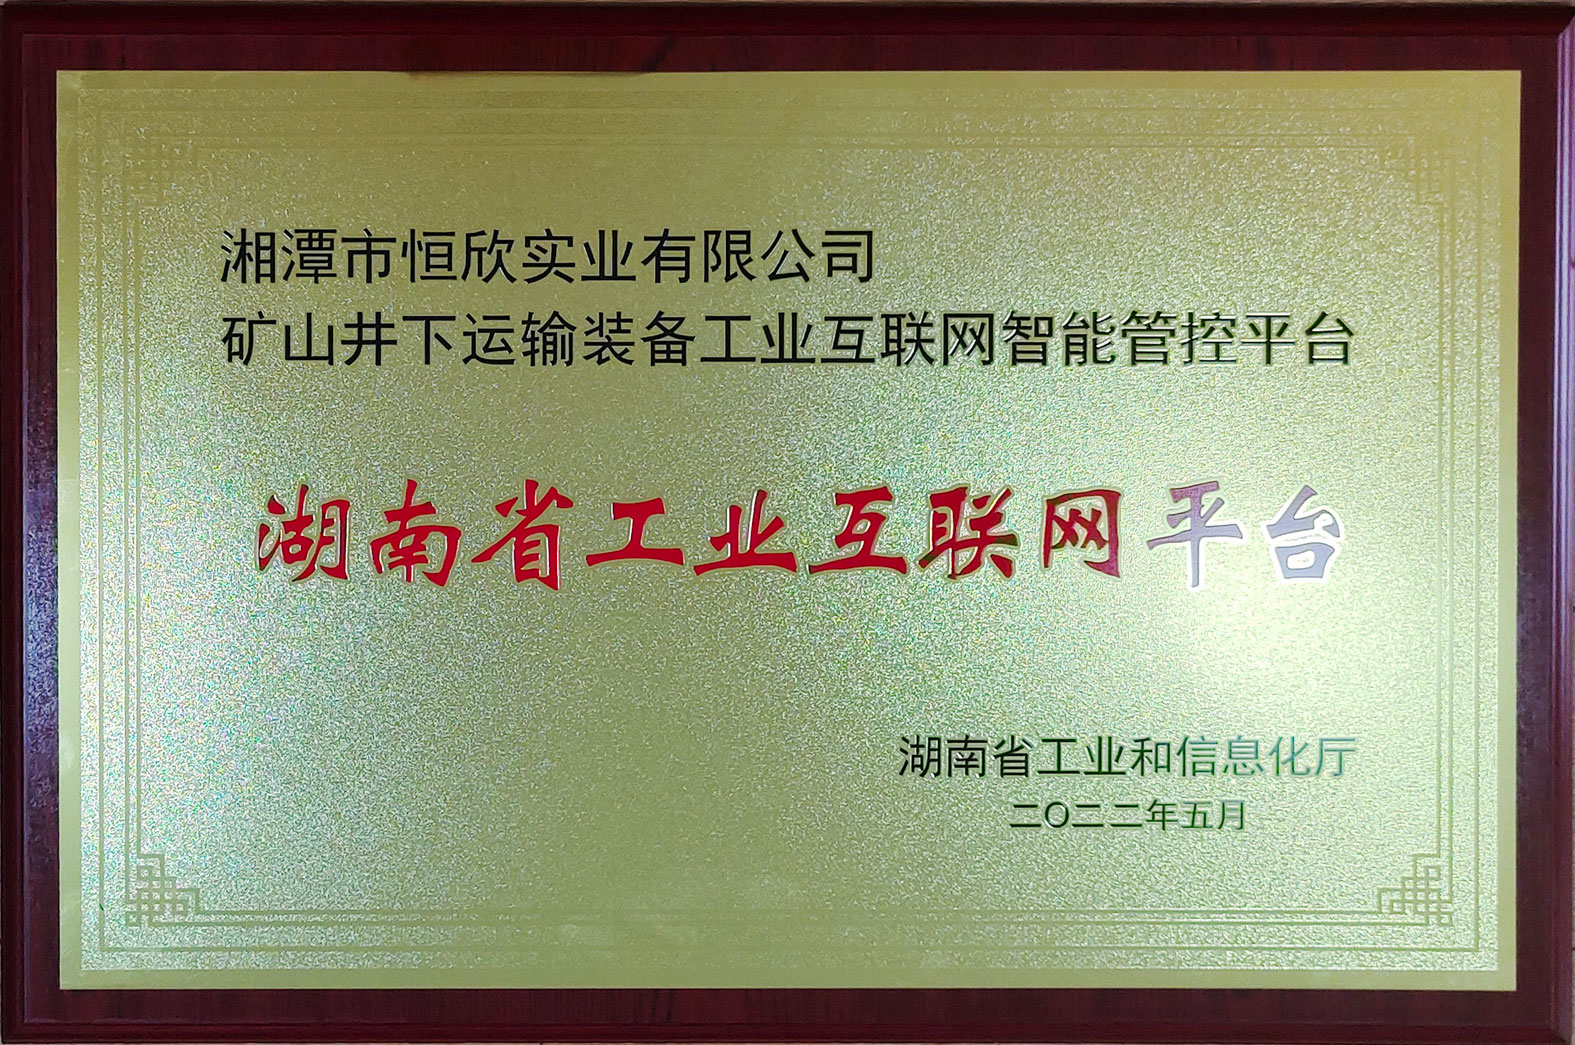 湘潭市恒欣实业有限公司
矿山井下运输装备工业互联网智能管控平台
湖南省工业互联网平台
湖南省工业和信息化厅
二〇二二年五月